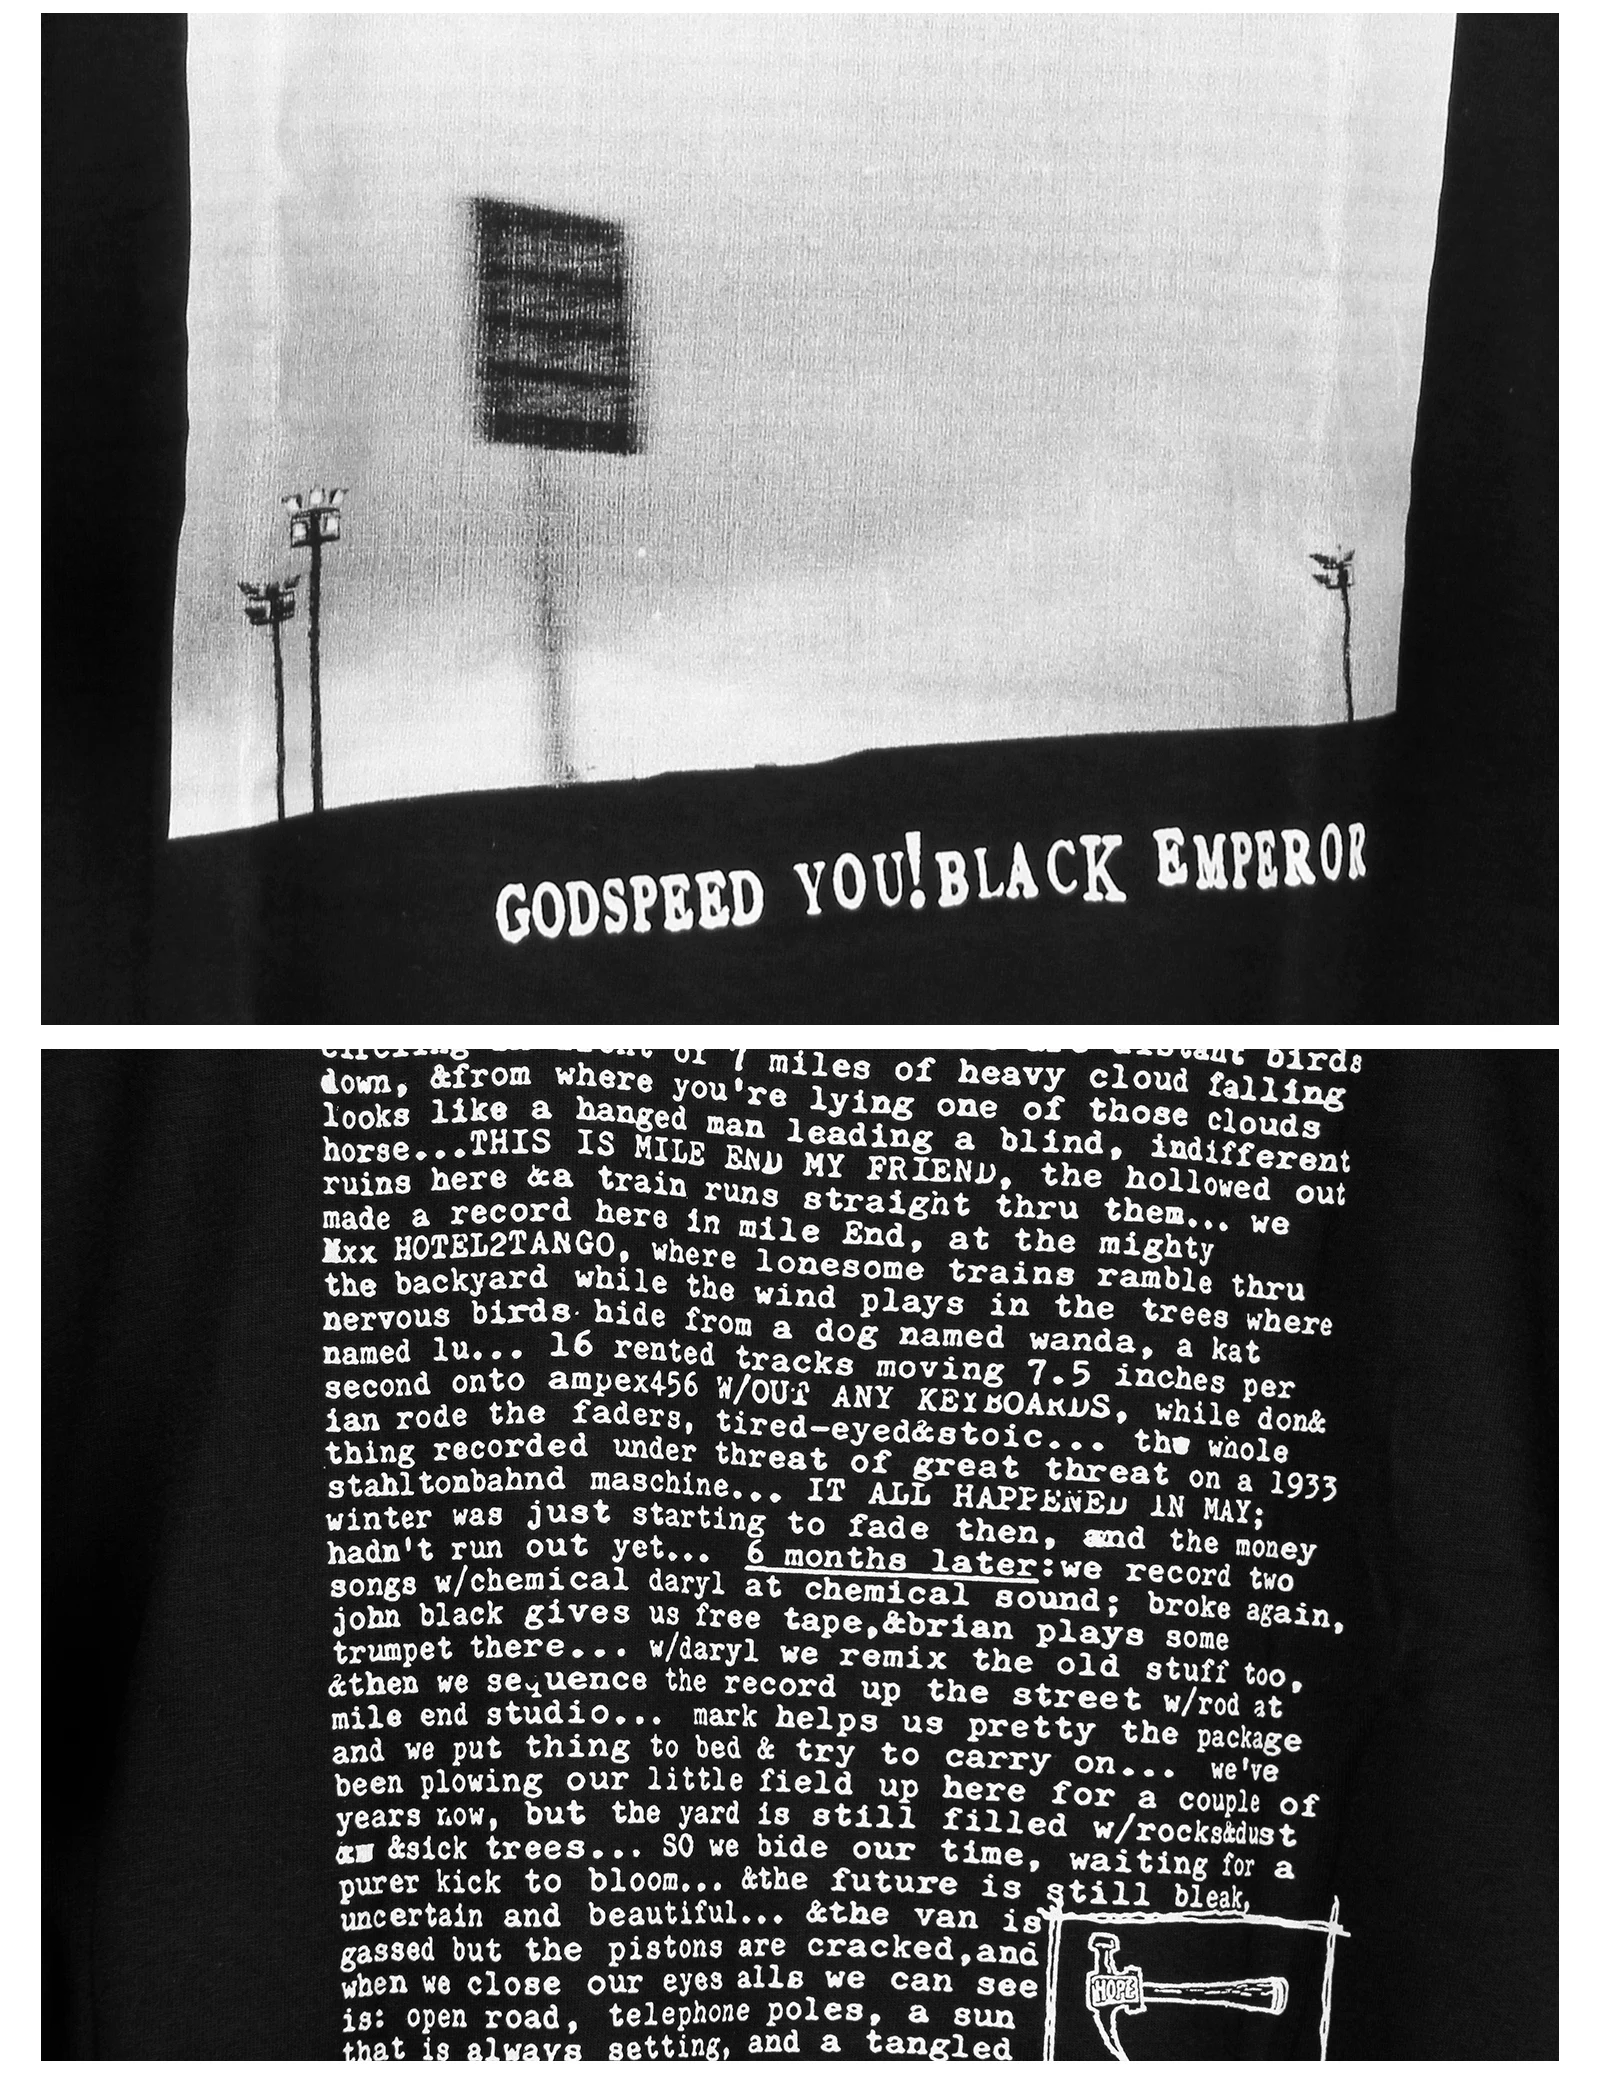 GODSPEED YOU! BLACK EMPEROR
of 7 miles of heavy cloud falling
down, &from where you're lying one of those clouds
looks like a hanged man leading a blind, indifferent
horse...THIS IS MILE END MY FRIEND, the hollowed out
ruins here &a train runs straight thru them... we
made a record here in mile End, at the mighty
xx HOTEL2TANGO, where lonesome trains ramble thru
the backyard while the wind plays in the trees where
nervous birds hide from a dog named wanda, a kat
named lu... 16 rented tracks moving 7.5 inches per
second onto ampex456 W/OUT ANY KEYBOARDS, while don&
ian rode the faders, tired-eyed&stoic... the whole
thing recorded under threat of great threat on a 1933
stahltonbahnd maschine... IT ALL HAPPENED IN MAY;
winter was just starting to fade then, and the money
hadn't run out yet... 6 months later:we record two
songs w/chemical daryl at chemical sound; broke again,
john black gives us free tape,&brian plays some
trumpet there... w/daryl we remix the old stuff too,
&then we sequence the record up the street w/rod at
mile end studio... mark helps us pretty the package
and we put thing to bed & try to carry on... we've
been plowing our little field up here for a couple of
years now, but the yard is still filled w/rocks&dust
&sick trees... SO we bide our time, waiting for a
purer kick to bloom... &the future is still bleak,
uncertain and beautiful... &the van is
gassed but the pistons are cracked,and
when we close our eyes alls we can see
is: open road, telephone poles, a sun
that is always setting, and a tangled
HOPE